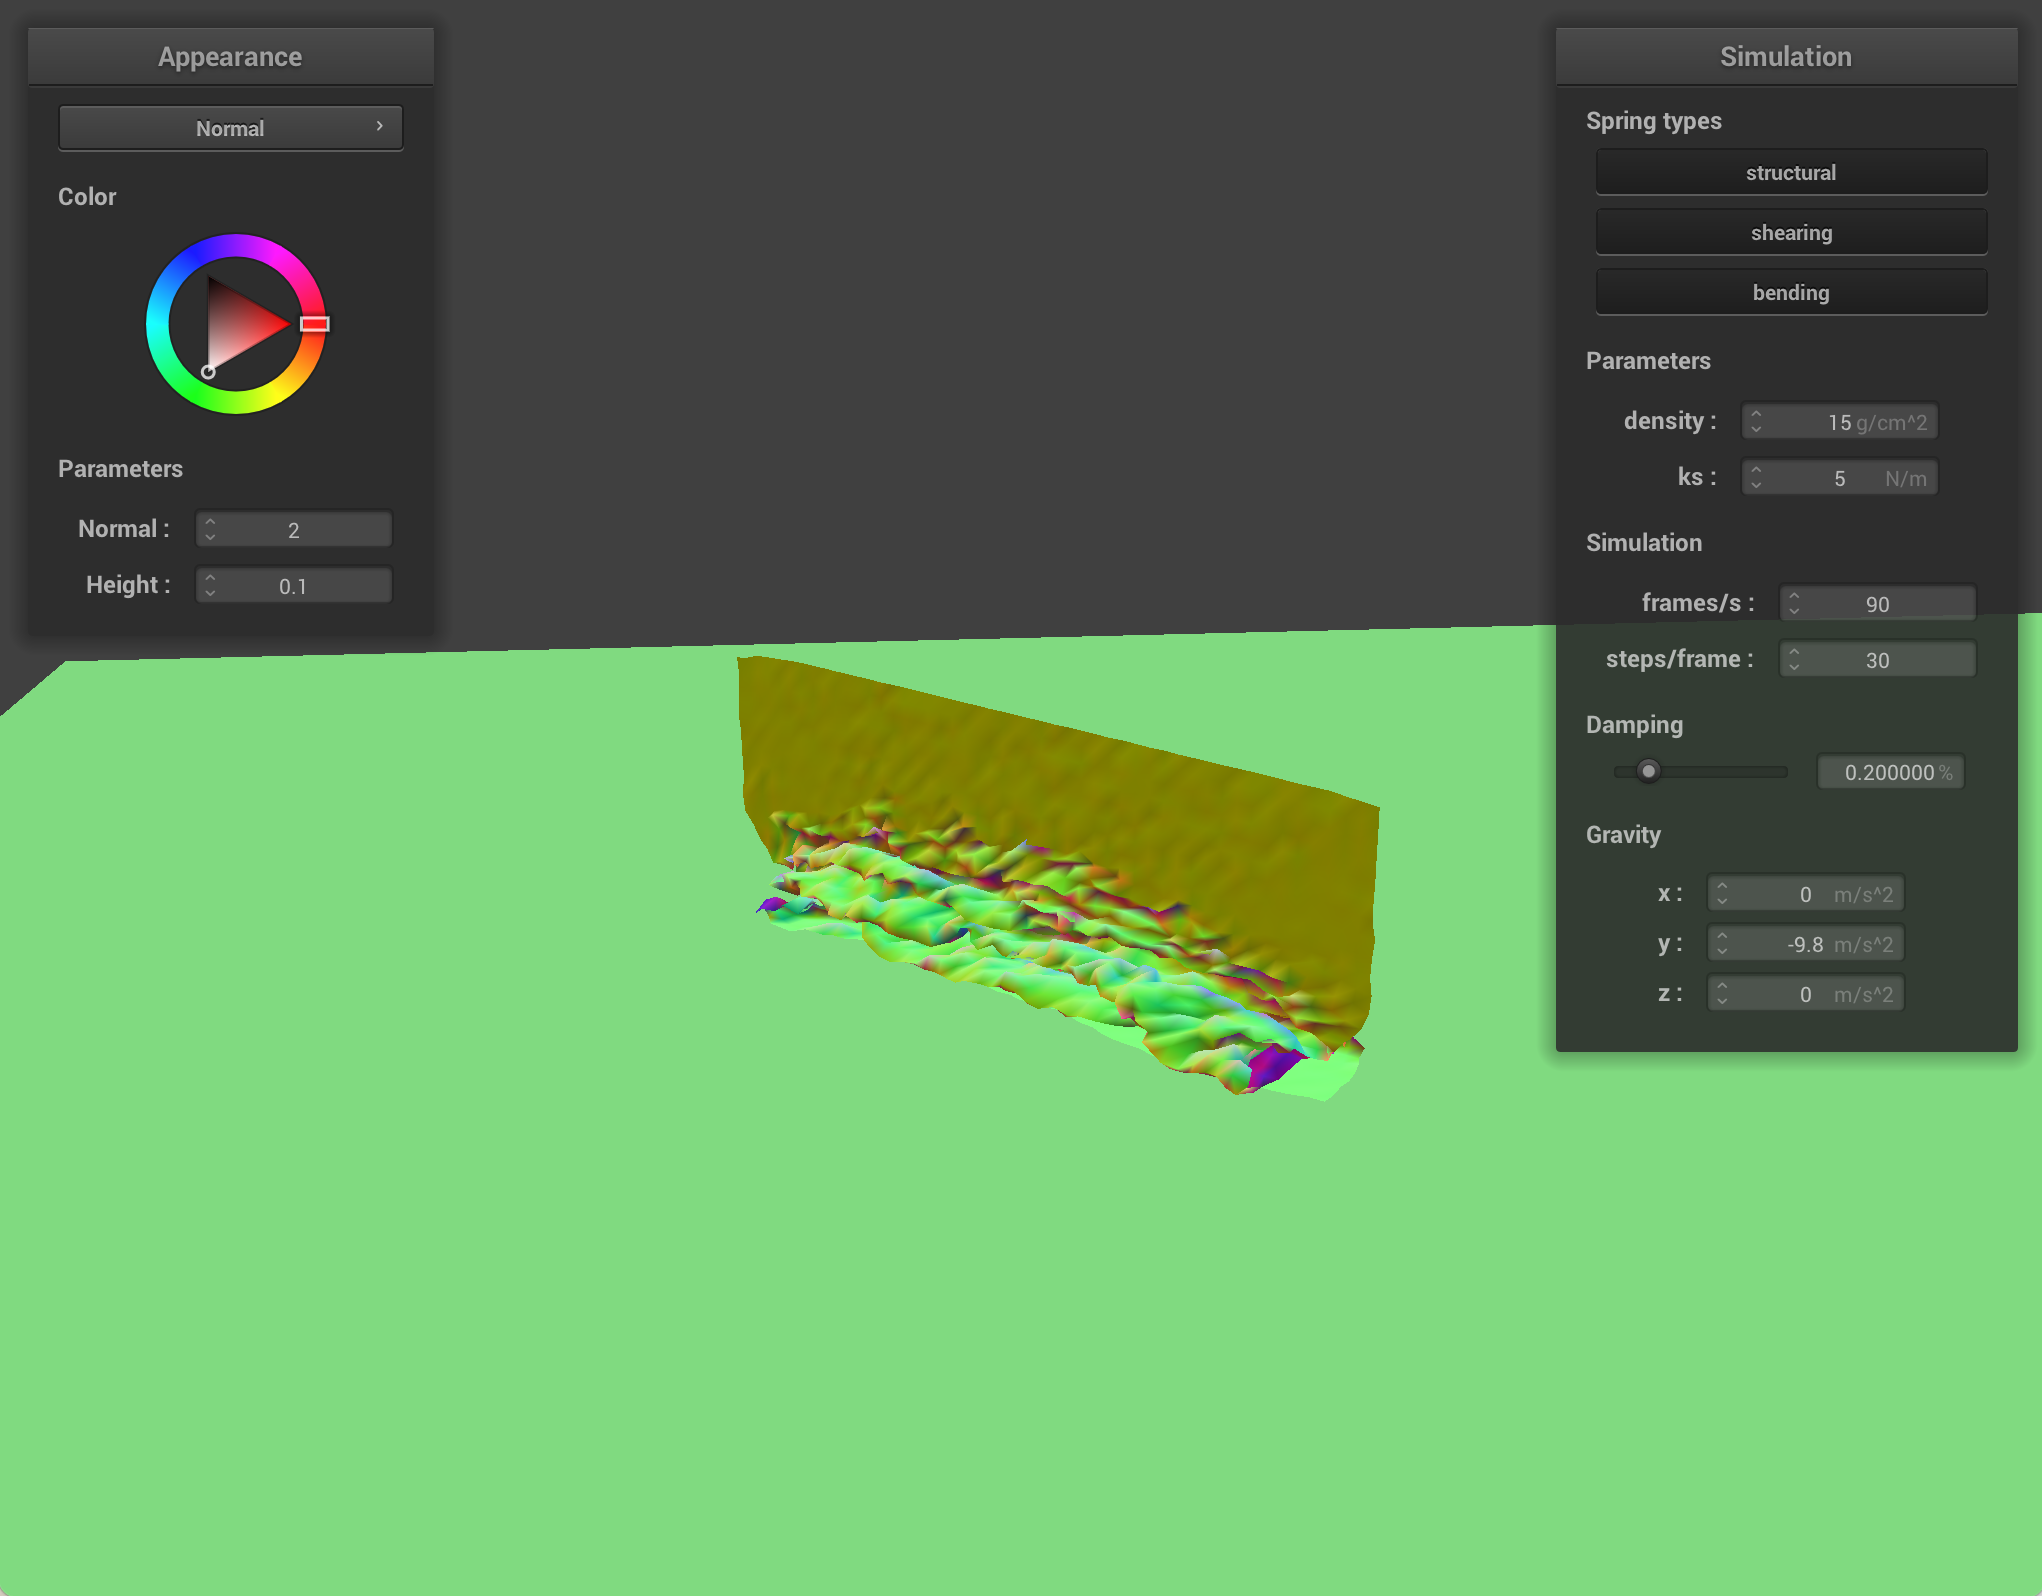 Appearance
Normal
Color
Parameters
Normal : 2
Height : 0.1
Simulation
Spring types
structural
shearing
bending
Parameters
density : 15 g/cm^2
ks : 5 N/m
Simulation
frames/s : 90
steps/frame : 30
Damping
0.200000 %
Gravity
x : 0 m/s^2
y : -9.8 m/s^2
z : 0 m/s^2